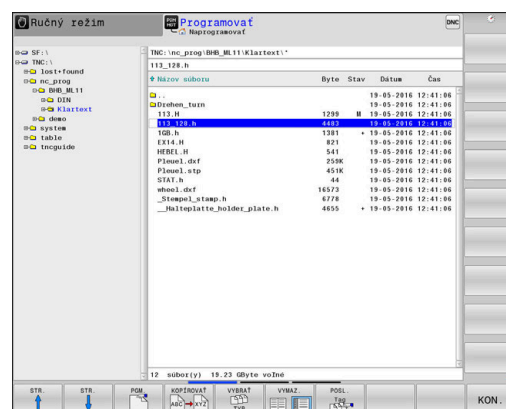 Ručný režim
Programovať
Naprogramovať
DNC
SF:\
TNC:\
lost+found
nc_prog
BHB_ML11
DIN
Klartext
demo
system
table
tncguide
TNC:\nc_prog\BHB_ML11\Klartext\*
113_128.h
Názov súboru Byte Stav Dátum Čas
.. 19-05-2016 12:41:06
Drehen_turn 19-05-2016 12:41:06
113.H 1299 M 19-05-2016 12:41:06
113_128.h 4403 19-05-2016 12:41:06
1GB.h 1381 + 19-05-2016 12:41:06
EX14.H 821 19-05-2016 12:41:06
HEBEL.H 541 19-05-2016 12:41:06
Pleuel.dxf 259K 19-05-2016 12:41:06
Pleuel.stp 451K 19-05-2016 12:41:06
STAT.h 44 19-05-2016 12:41:06
wheel.dxf 16573 19-05-2016 12:41:06
_Stempel_stamp.h 6778 19-05-2016 12:41:06
__Halteplatte_holder_plate.h 4655 + 19-05-2016 12:41:06
12 súbor(y) 19.23 GByte voľné
STR. STR. PGM KOPÍROVAŤ VYBRAŤ VYMAZ. POSL.
ABC XYZ TYP
KON.